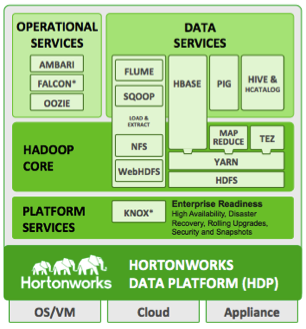 OPERATIONAL
SERVICES
AMBARI
FALCON*
OOZIE
DATA
SERVICES
FLUME
SQOOP
LOAD &
EXTRACT
NFS
WebHDFS
HBASE
PIG
HIVE &
HCATALOG
HADOOP
CORE
MAP
REDUCE
TEZ
YARN
HDFS
PLATFORM
SERVICES
KNOX*
Enterprise Readiness
High Availability, Disaster
Recovery, Rolling Upgrades,
Security and Snapshots
Hortonworks
HORTONWORKS
DATA PLATFORM (HDP)
OS/VM
Cloud
Appliance